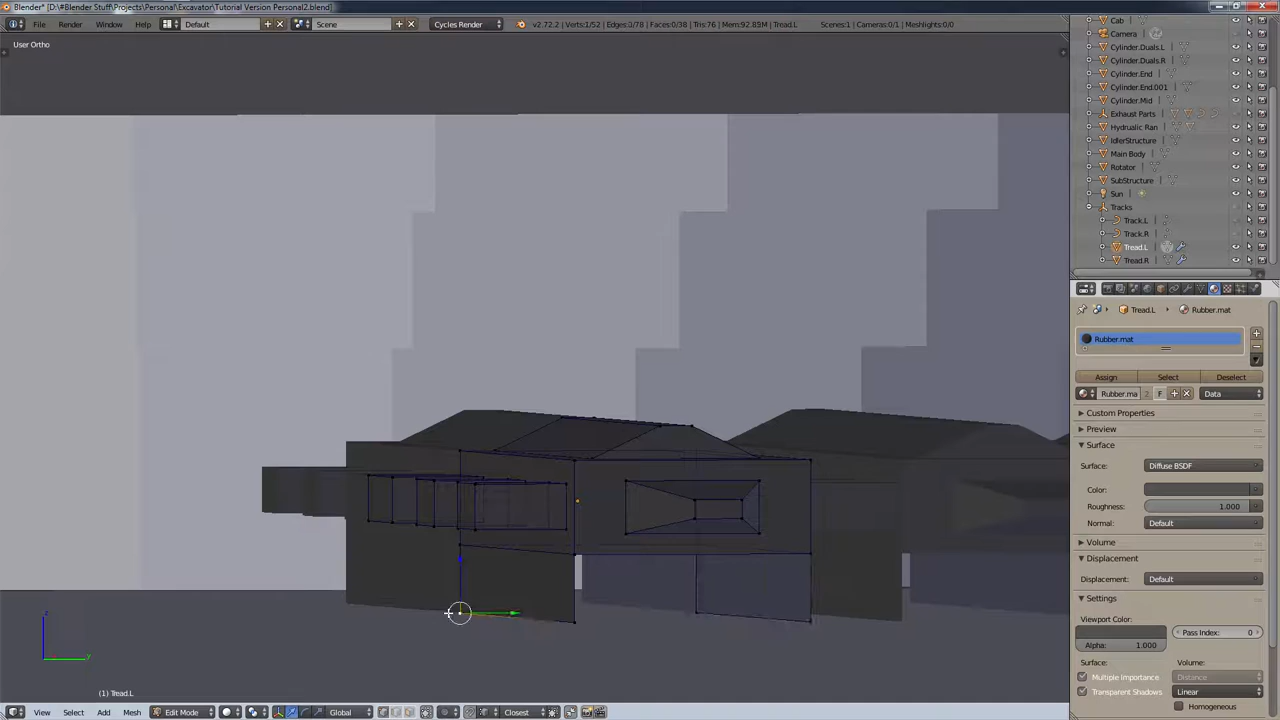 Blender* [D:\#Blender Stuff\Projects\Personal\Excavator\Tutorial Version Personal2.blend]
File Render Window Help Default Scene Cycles Render v2.72.2 | Verts:1/52 | Edges:3/78 | Faces:0/38 | Tris:76 | Mem:92.85M | Tread.L Scenes:1 | Cameras:0/1 | Meshlights:0/0
User Ortho
Cab
Camera
Cylinder.Duals.L
Cylinder.Duals.R
Cylinder.End
Cylinder.End.001
Cylinder.Mid
Exhaust Parts
Hydrualic Ran
IdlerStructure
Main Body
Rotator
SubStructure
Sun
Tracks
Track.L
Track.R
Tread.L
Tread.R
Tread.L Rubber.mat
Rubber.mat
Assign Select Deselect
Rubber.ma 2 F Data
Custom Properties
Preview
Surface
Surface: Diffuse BSDF
Color:
Roughness: 1.000
Normal: Default
Volume
Displacement
Displacement: Default
Settings
Viewport Color:
Pass Index: 0
Alpha: 1.000
Surface: Volume:
Multiple Importance Distance
Transparent Shadows Linear
Homogeneous
z
y
(1) Tread.L
View Select Add Mesh Edit Mode Global Closest